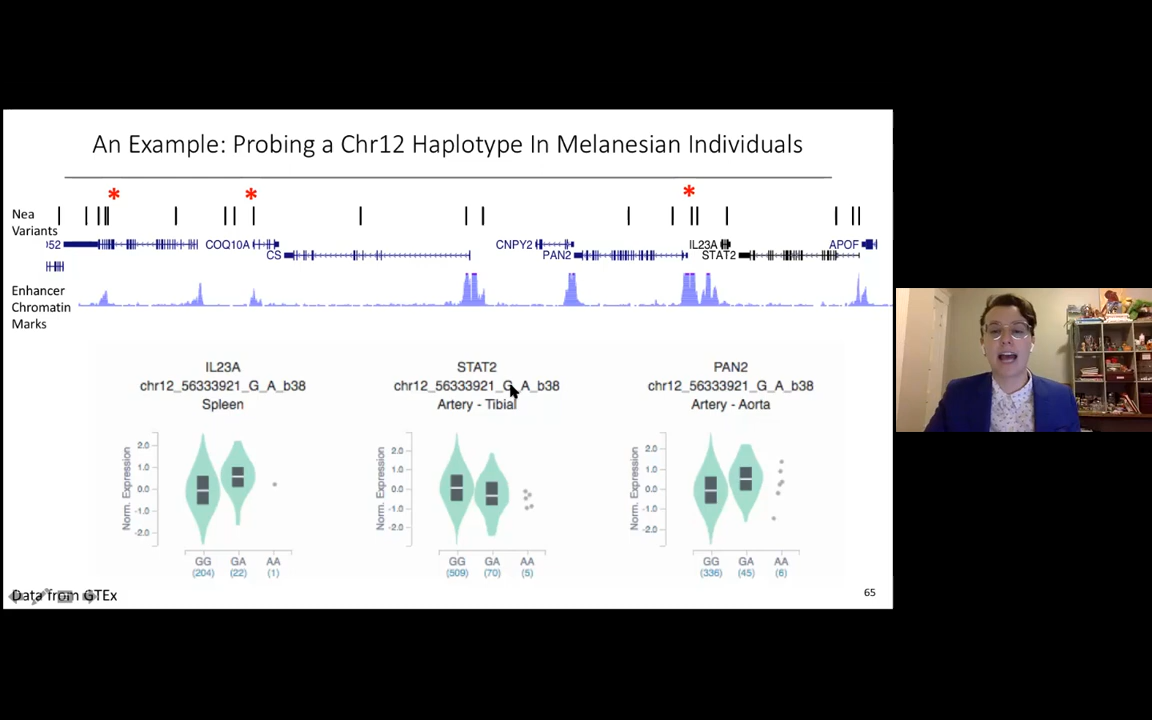 An Example: Probing a Chr12 Haplotype In Melanesian Individuals
* * *
Nea
Variants
052 COQ10A CS CNPY2 PAN2 IL23A STAT2 APOF
Enhancer
Chromatin
Marks
IL23A
chr12_56333921_G_A_b38
Spleen
Norm. Expression
2.0
1.0
0.0
-1.0
-2.0
GG GA AA
(204) (22) (1)
STAT2
chr12_56333921_G_A_b38
Artery - Tibial
Norm. Expression
2.0
1.0
0.0
-1.0
-2.0
GG GA AA
(509) (70) (5)
PAN2
chr12_56333921_G_A_b38
Artery - Aorta
Norm. Expression
2.0
1.0
0.0
-1.0
-2.0
GG GA AA
(336) (45) (6)
Data from GTEx
65